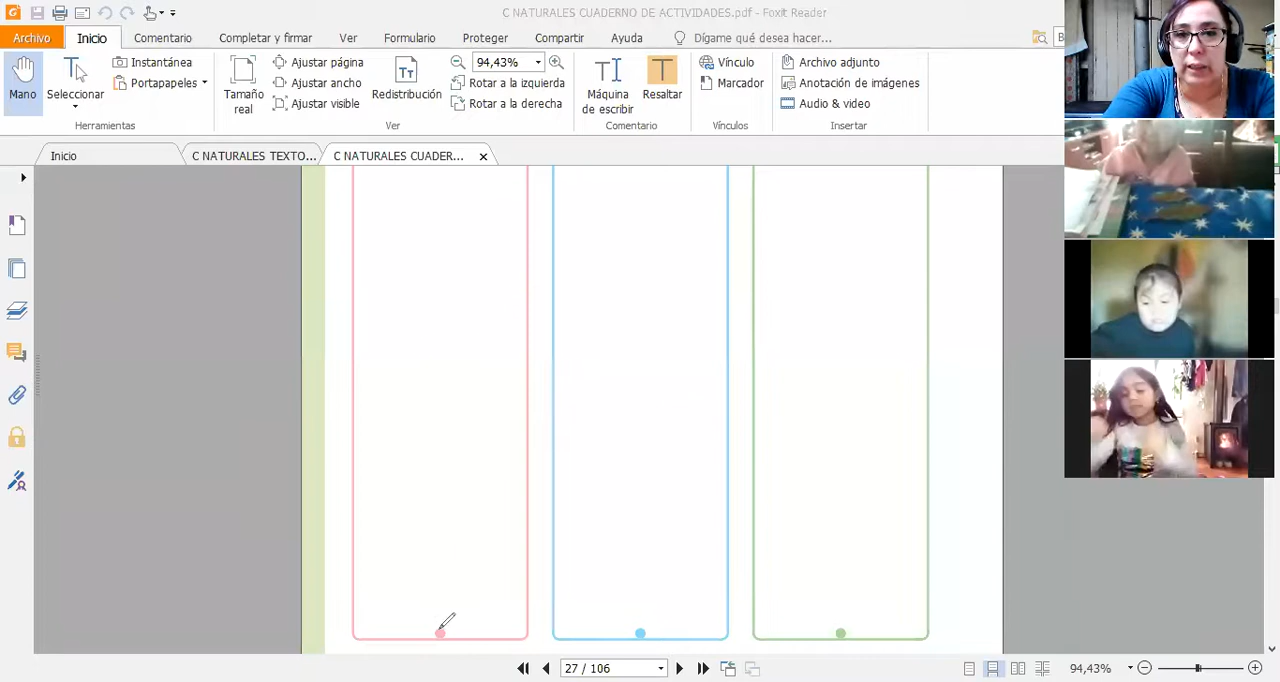 C NATURALES CUADERNO DE ACTIVIDADES.pdf - Foxit Reader
Archivo Inicio Comentario Completar y firmar Ver Formulario Compartir Ayuda Dígame qué desea hacer...
Mano
Seleccionar
Instantánea
Portapapeles
Herramientas
Tamaño real
Ajustar página
Ajustar ancho
Ajustar visible
Redistribución
94,43%
Rotar a la izquierda
Rotar a la derecha
Ver
Máquina de escribir
Resaltar
Comentario
Vínculo
Marcador
Vínculos
Archivo adjunto
Anotación de imágenes
Audio & video
Insertar
Inicio
C NATURALES TEXTO...
C NATURALES CUADER...
27 / 106
94,43%